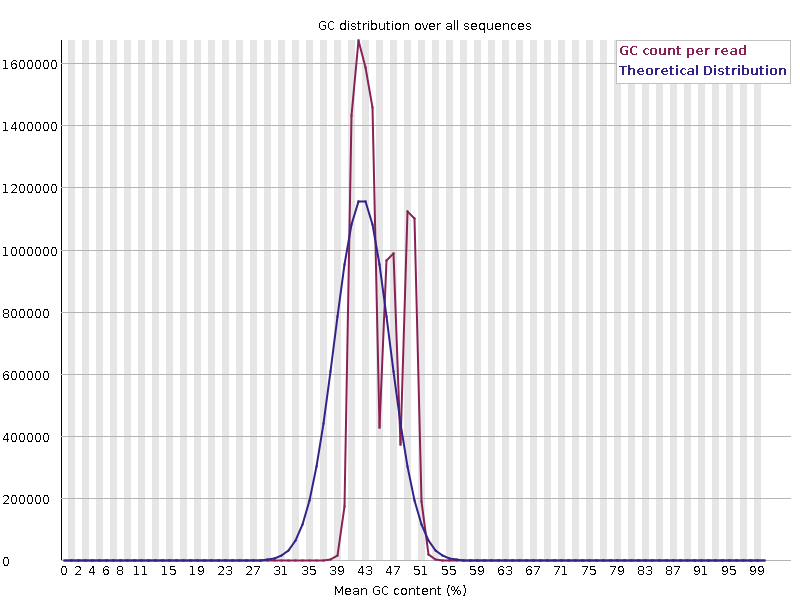 GC distribution over all sequences
GC count per read
Theoretical Distribution
1600000
1400000
1200000
1000000
800000
600000
400000
200000
0
0 2 4 6 8 11 15 19 23 27 31 35 39 43 47 51 55 59 63 67 71 75 79 83 87 91 95 99
Mean GC content (%)